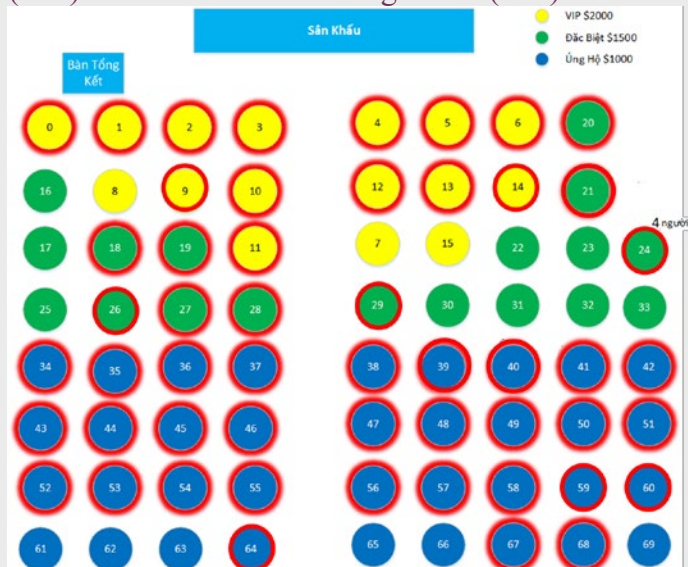 Sân Khấu
VIP $2000
Đăc Biệt $1500
Ủng Hộ $1000
Bàn Tổng
Kết
0 1 2 3 4 5 6 20
16 8 9 10 12 13 14 21
4 người
17 18 19 11 7 15 22 23 24
25 26 27 28 29 30 31 32 33
34 35 36 37 38 39 40 41 42
43 44 45 46 47 48 49 50 51
52 53 54 55 56 57 58 59 60
61 62 63 64 65 66 67 68 69